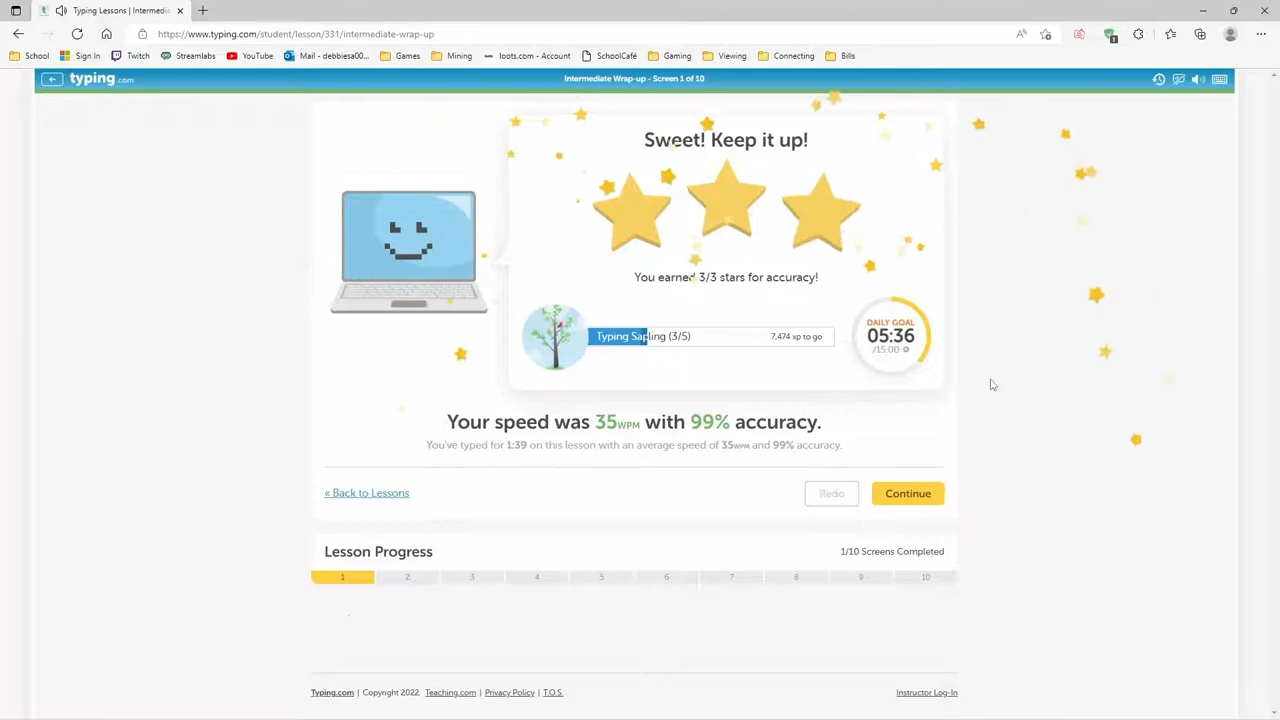 Typing Lessons | Intermedia
https://www.typing.com/student/lesson/331/intermediate-wrap-up
School Sign In Twitch Streamlabs YouTube Mail - debbiesa00... Games Mining loots.com - Account SchoolCafé Gaming Viewing Connecting Bills
typing.com
Intermediate Wrap-up - Screen 1 of 10
Sweet! Keep it up!
You earned 3/3 stars for accuracy!
Typing Sapling (3/5) 7,474 xp to go
DAILY GOAL
05:36
/15:00
Your speed was 35WPM with 99% accuracy.
You've typed for 1:39 on this lesson with an average speed of 35WPM and 99% accuracy.
« Back to Lessons
Redo
Continue
Lesson Progress
1/10 Screens Completed
1 2 3 4 5 6 7 8 9 10
Typing.com | Copyright 2022 Teaching.com | Privacy Policy | T.O.S.
Instructor Log-In